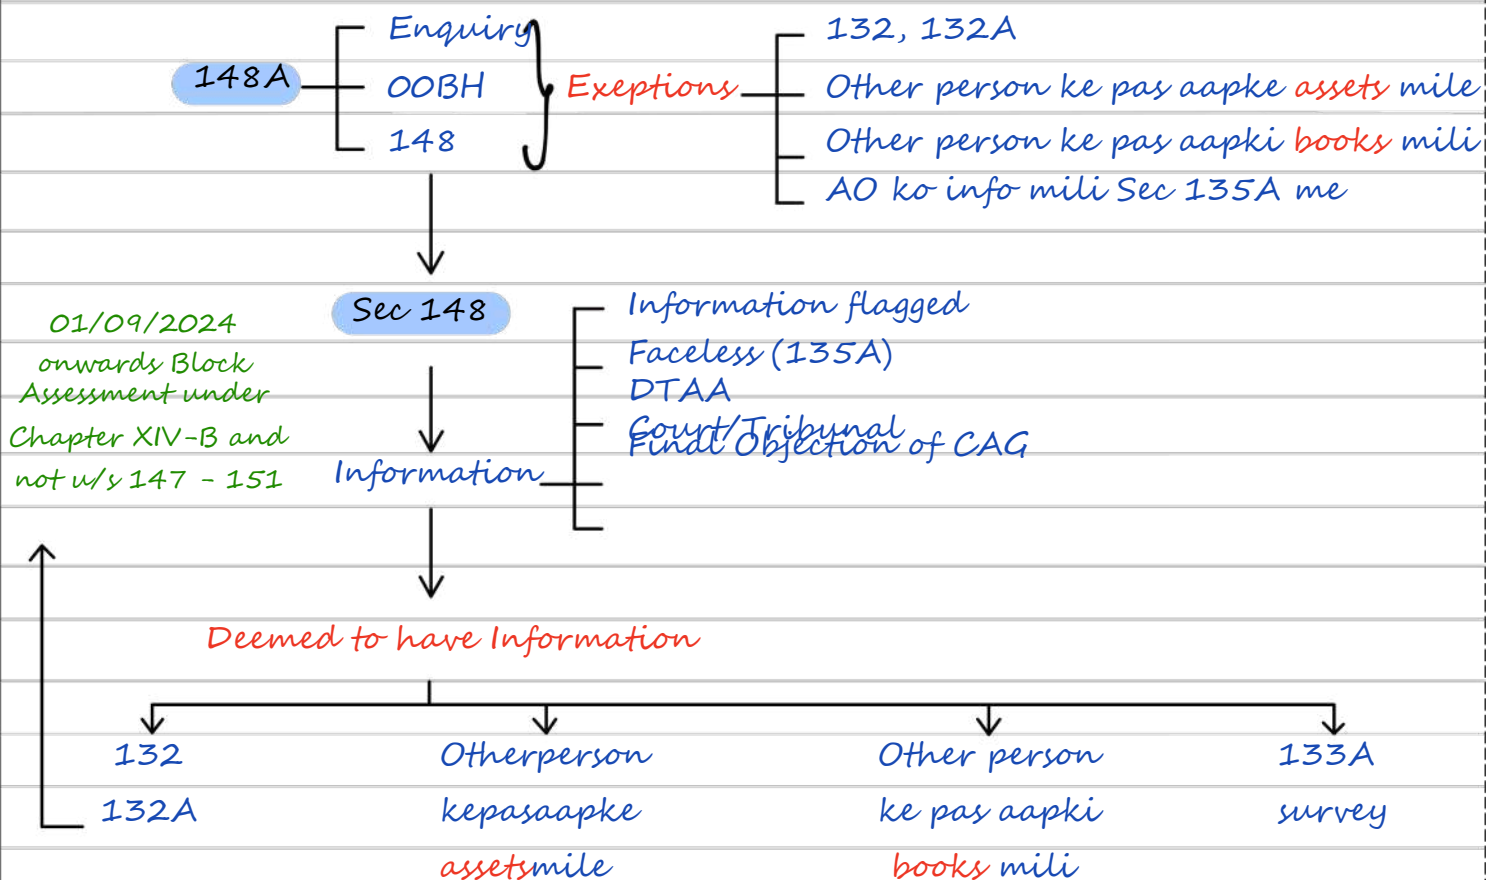 148A
Enquiry
OOBH
148
Exeptions
132, 132A
Other person ke pas aapke assets mile
Other person ke pas aapki books mili
AO ko info mili Sec 135A me
Sec 148
01/09/2024
onwards Block
Assessment under
Chapter XIV-B and
not u/s 147 - 151
Information
Information flagged
Faceless (135A)
DTAA
Court/Tribunal
Final Objection of CAG
Deemed to have Information
132
132A
Otherperson
kepasaapke
assetsmile
Other person
ke pas aapki
books mili
133A
survey